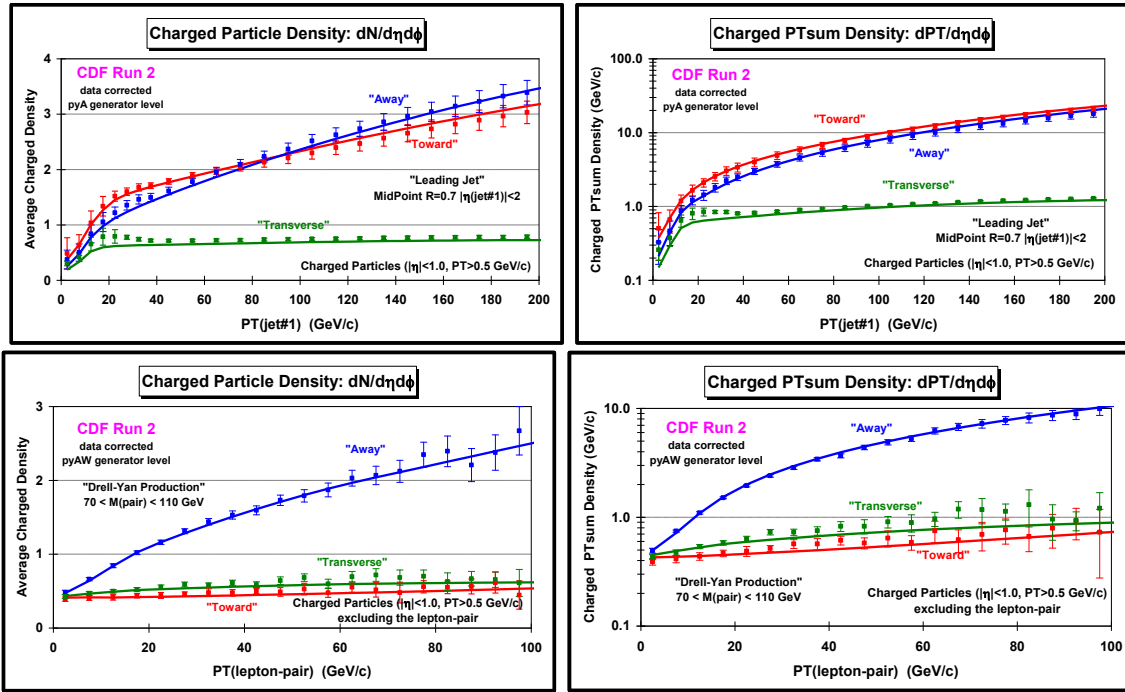 Charged Particle Density: dN/dηdϕ
4
3
2
1
0
Average Charged Density
CDF Run 2
data corrected
pyA generator level
"Away"
"Toward"
"Leading Jet"
MidPoint R=0.7 |η(jet#1)|<2
"Transverse"
Charged Particles (|η|<1.0, PT>0.5 GeV/c)
0 20 40 60 80 100 120 140 160 180 200
PT(jet#1) (GeV/c)
Charged PTsum Density: dPT/dηdϕ
100.0
10.0
1.0
0.1
Charged PTsum Density (GeV/c)
CDF Run 2
data corrected
pyA generator level
"Toward"
"Away"
"Transverse"
"Leading Jet"
MidPoint R=0.7 |η(jet#1)|<2
Charged Particles (|η|<1.0, PT>0.5 GeV/c)
0 20 40 60 80 100 120 140 160 180 200
PT(jet#1) (GeV/c)
Charged Particle Density: dN/dηdϕ
3
2
1
0
Average Charged Density
CDF Run 2
data corrected
pyAW generator level
"Away"
"Drell-Yan Production"
70 < M(pair) < 110 GeV
"Transverse"
"Toward"
Charged Particles (|η|<1.0, PT>0.5 GeV/c)
excluding the lepton-pair
0 20 40 60 80 100
PT(lepton-pair) (GeV/c)
Charged PTsum Density: dPT/dηdϕ
10.0
1.0
0.1
Charged PTsum Density (GeV/c)
CDF Run 2
data corrected
pyAW generator level
"Away"
"Transverse"
"Toward"
"Drell-Yan Production"
70 < M(pair) < 110 GeV
Charged Particles (|η|<1.0, PT>0.5 GeV/c)
excluding the lepton-pair
0 20 40 60 80 100
PT(lepton-pair) (GeV/c)